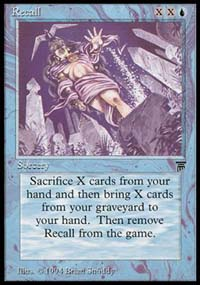 Recall
X X
Sorcery
Sacrifice X cards from your
hand and then bring X cards
from your graveyard to
your hand. Then remove
Recall from the game.
Illus. © 1994 Brian Snoddy